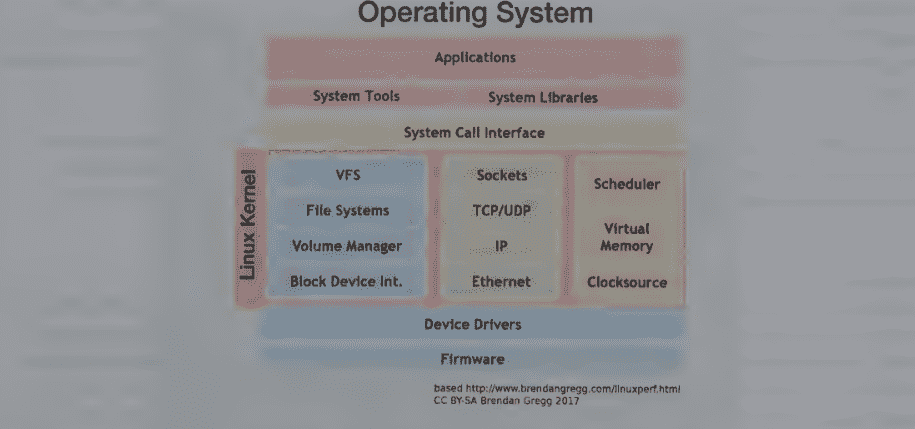 Operating System
Applications
System Tools System Libraries
System Call Interface
Linux Kernel
VFS
File Systems
Volume Manager
Block Device Int.
Sockets
TCP/UDP
IP
Ethernet
Scheduler
Virtual
Memory
Clocksource
Device Drivers
Firmware
based http://www.brendangregg.com/linuxperf.html
CC BY-SA Brendan Gregg 2017